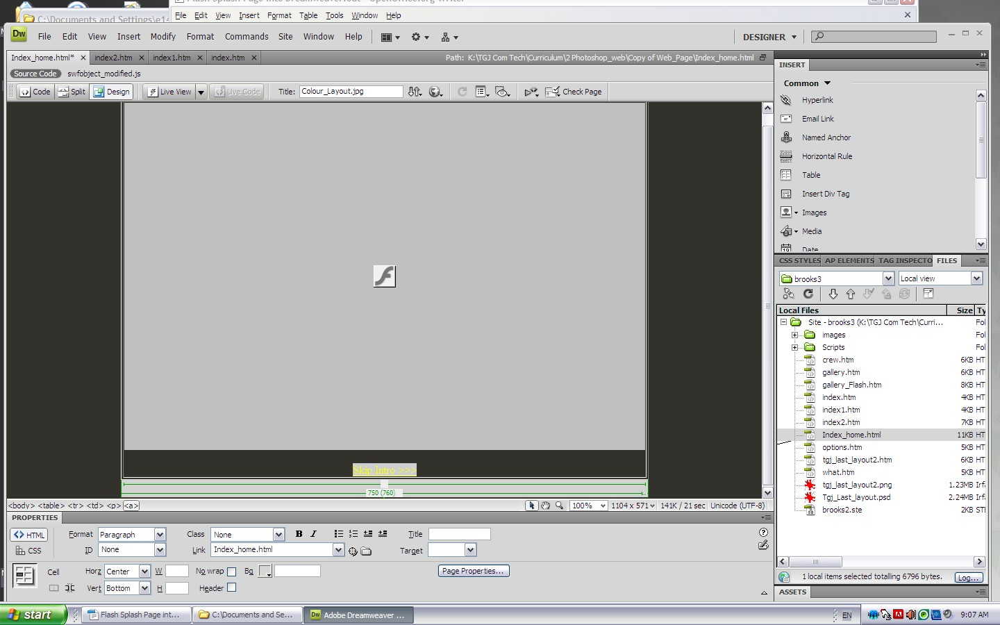 C:\Documents and Settings\e14
File Edit View Insert Format Table Tools Window Help
Dw File Edit View Insert Modify Format Commands Site Window Help DESIGNER
Index_home.html* index2.htm index1.htm index.htm Path: K:\TGJ Com Tech\Curriculum\2 Photoshop_web\Copy of Web_Page\Index_home.html
Source Code swfobject_modified.js
Code Split Design Live View Live Code Title: Colour_Layout.jpg Check Page
Skip Intro >>>
750 (760)
<body> <table> <tr> <td> <p> <a> 100% 1104 x 571 141K / 21 sec Unicode (UTF-8)
PROPERTIES
HTML Format Paragraph Class None B I Title
CSS ID None Link Index_home.html Target
Cell Horz Center W No wrap Bg Page Properties...
Vert Bottom H Header
INSERT
Common
Hyperlink
Email Link
Named Anchor
Horizontal Rule
Table
Insert Div Tag
Images
Media
Date
CSS STYLES AP ELEMENTS TAG INSPECTO FILES
brooks3 Local view
Local Files Size Ty
Site - brooks3 (K:\TGJ Com Tech\Curri... Fol
images Fol
Scripts Fol
crew.htm 6KB HT
gallery.htm 6KB HT
gallery_Flash.htm 8KB HT
index.htm 4KB HT
index1.htm 4KB HT
index2.htm 7KB HT
Index_home.html 11KB HT
options.htm 5KB HT
tgj_last_layout2.htm 6KB HT
what.htm 5KB HT
tgj_last_layout2.png 1.23MB Irf
Tgj_Last_layout.psd 2.24MB Irf
brooks2.ste 2KB STI
1 local items selected totalling 6796 bytes. Log...
ASSETS
start Flash Splash Page int... C:\Documents and Se... Dw Adobe Dreamweaver ... EN 9:07 AM